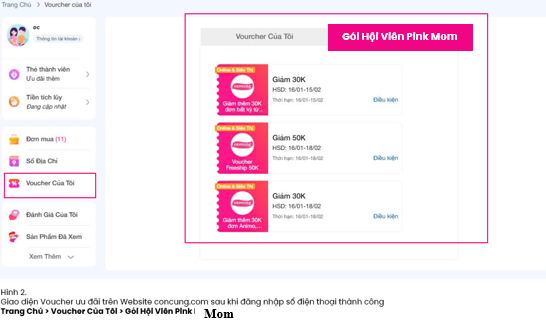 Trang Chủ > Voucher của tôi
oc
Thông tin tài khoản ›
Thẻ thành viên
Ưu đãi thêm
Tiền tích lũy
Đang cập nhật
Đơn mua (11)
Sổ Địa Chỉ
Voucher Của Tôi
Đánh Giá Của Tôi
Sản Phẩm Đã Xem
Xem Thêm
Voucher Của Tôi
Gói Hội Viên Pink Mom
Online & Siêu Thị
Giảm thêm 30K
đơn bất kỳ từ...
Giảm 30K
HSD: 16/01-15/02
Thời hạn: 16/01-15/02
Điều kiện
Online & Siêu Thị
Voucher
Freeship 50K
Giảm 50K
HSD: 16/01-18/02
Thời hạn: 16/01-18/02
Điều kiện
Online & Siêu Thị
Giảm thêm 30K
đơn Animo,...
Giảm 30K
HSD: 16/01-18/02
Thời hạn: 16/01-18/02
Điều kiện
Hình 2.
Giao diện Voucher ưu đãi trên Website concung.com sau khi đăng nhập số điện thoại thành công
Trang Chủ > Voucher Của Tôi > Gói Hội Viên Pink Mom